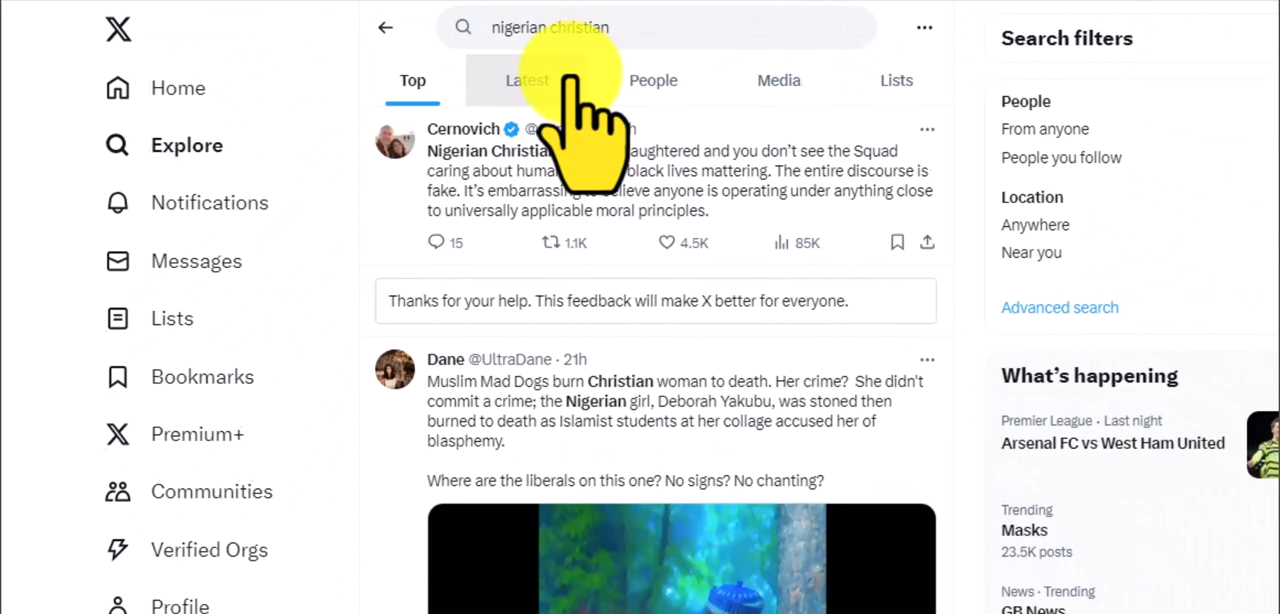 Home
Explore
Notifications
Messages
Lists
Bookmarks
Premium+
Communities
Verified Orgs
Profile
nigerian christian
Top Latest People Media Lists
Cernovich
Nigerian Christian aughtered and you don't see the Squad
caring about human black lives mattering. The entire discourse is
fake. It's embarrassing to believe anyone is operating under anything close
to universally applicable moral principles.
15 1.1K 4.5K 85K
Thanks for your help. This feedback will make X better for everyone.
Dane @UltraDane · 21h
Muslim Mad Dogs burn Christian woman to death. Her crime? She didn't
commit a crime; the Nigerian girl, Deborah Yakubu, was stoned then
burned to death as Islamist students at her collage accused her of
blasphemy.
Where are the liberals on this one? No signs? No chanting?
Search filters
People
From anyone
People you follow
Location
Anywhere
Near you
Advanced search
What's happening
Premier League · Last night
Arsenal FC vs West Ham United
Trending
Masks
23.5K posts
News · Trending
GB News